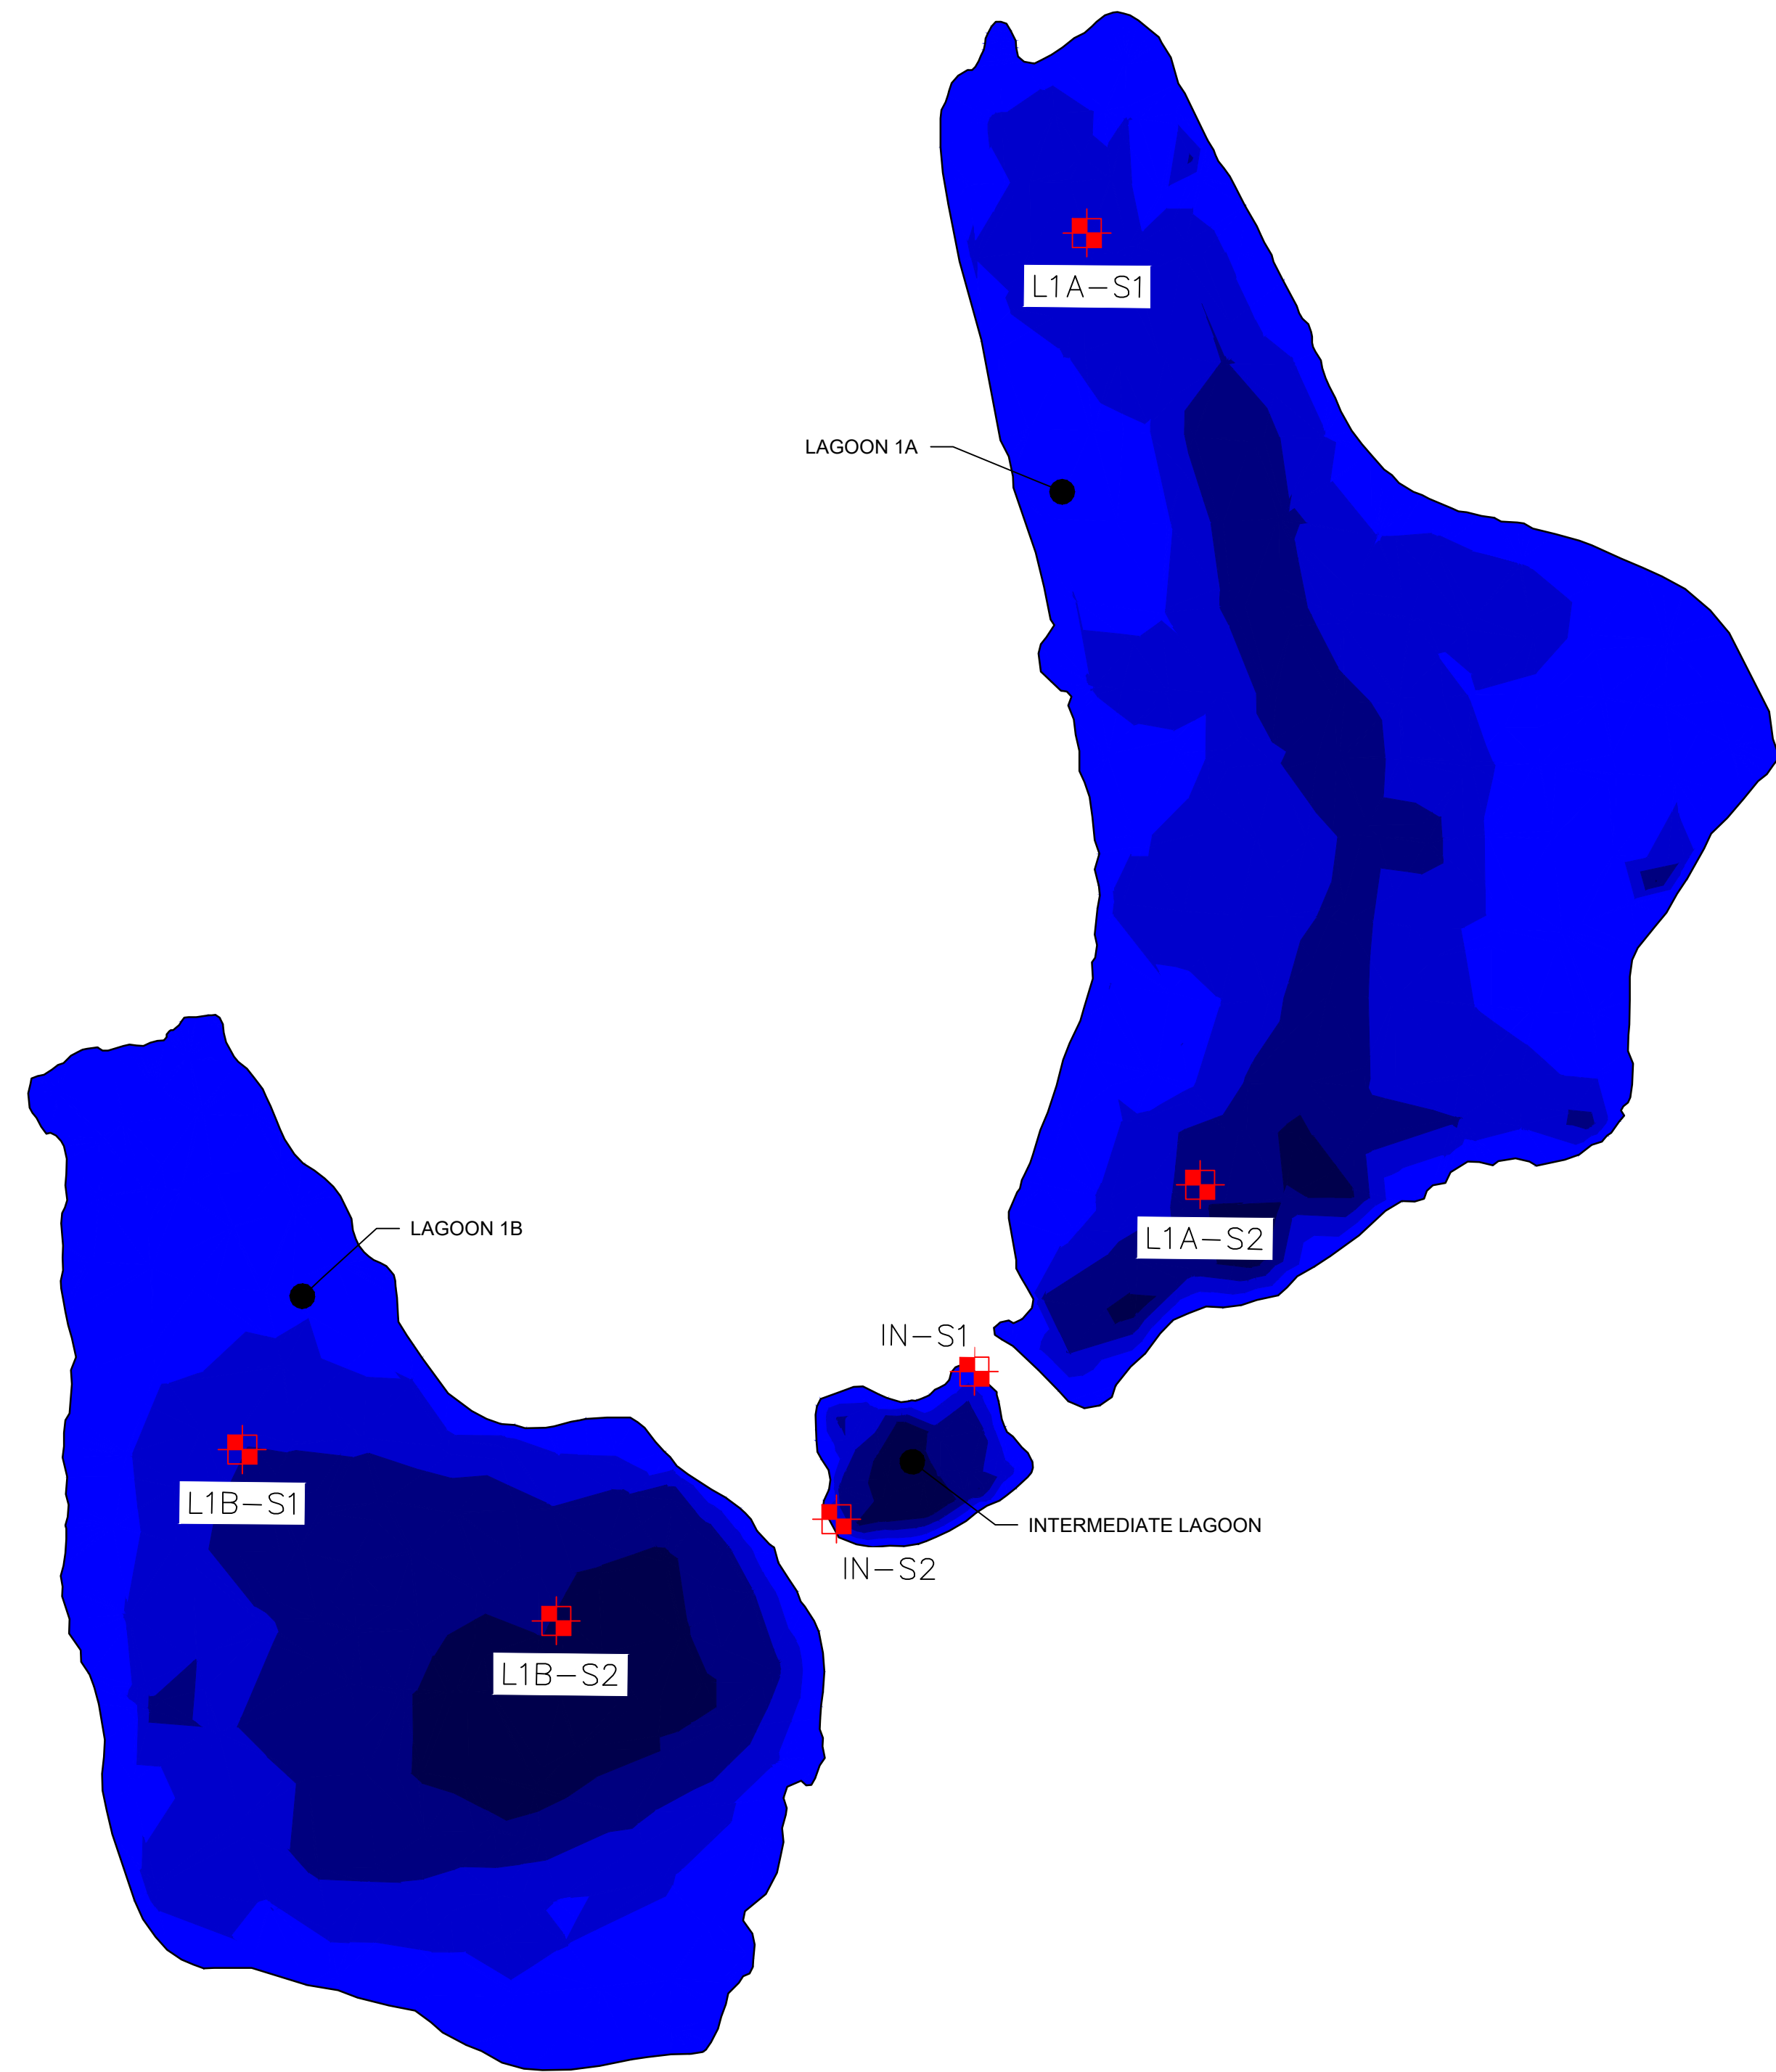 L1A-S1
LAGOON 1A
LAGOON 1B
L1A-S2
IN-S1
L1B-S1
INTERMEDIATE LAGOON
IN-S2
L1B-S2